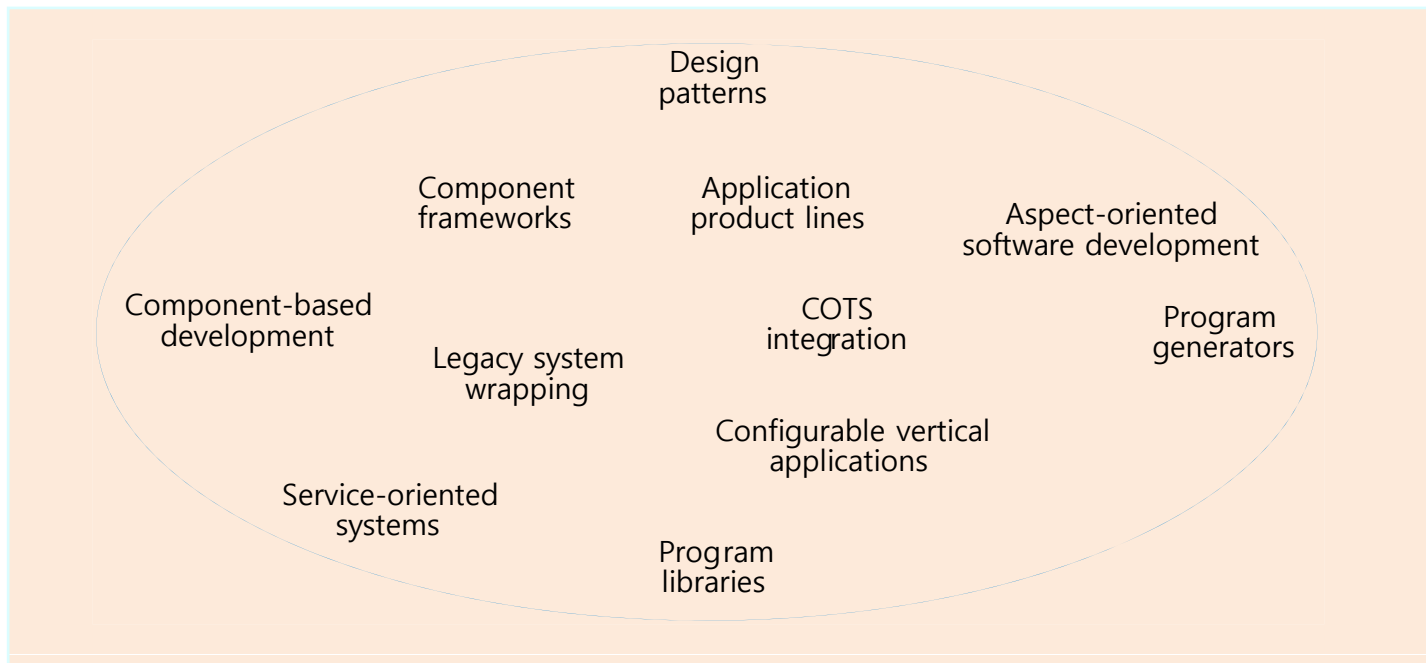 Design
patterns
Component
frameworks
Application
product lines
Aspect-oriented
software development
Component-based
development
COTS
integration
Program
generators
Legacy system
wrapping
Configurable vertical
applications
Service-oriented
systems
Program
libraries